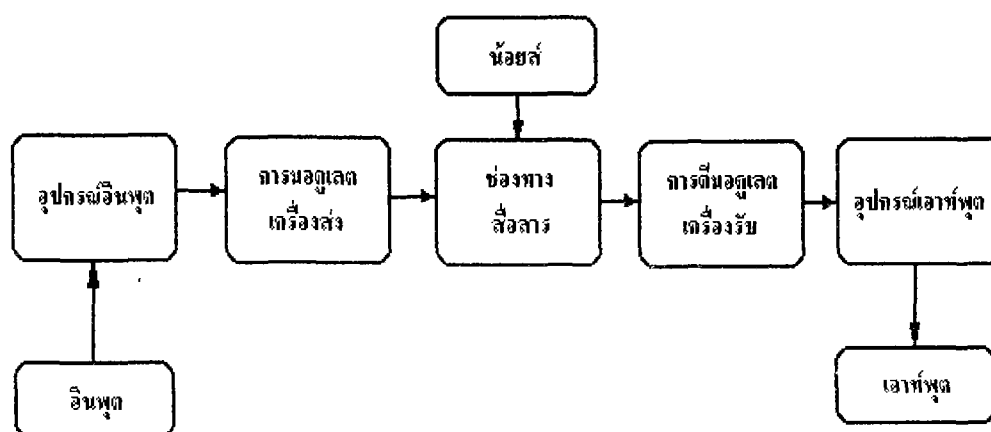 น้อยส์
อุปกรณ์อินพุต
การมอดูเลต
เครื่องส่ง
ช่องทาง
สื่อสาร
การดีมอดูเลต
เครื่องรับ
อุปกรณ์เอาท์พุต
อินพุต
เอาท์พุต